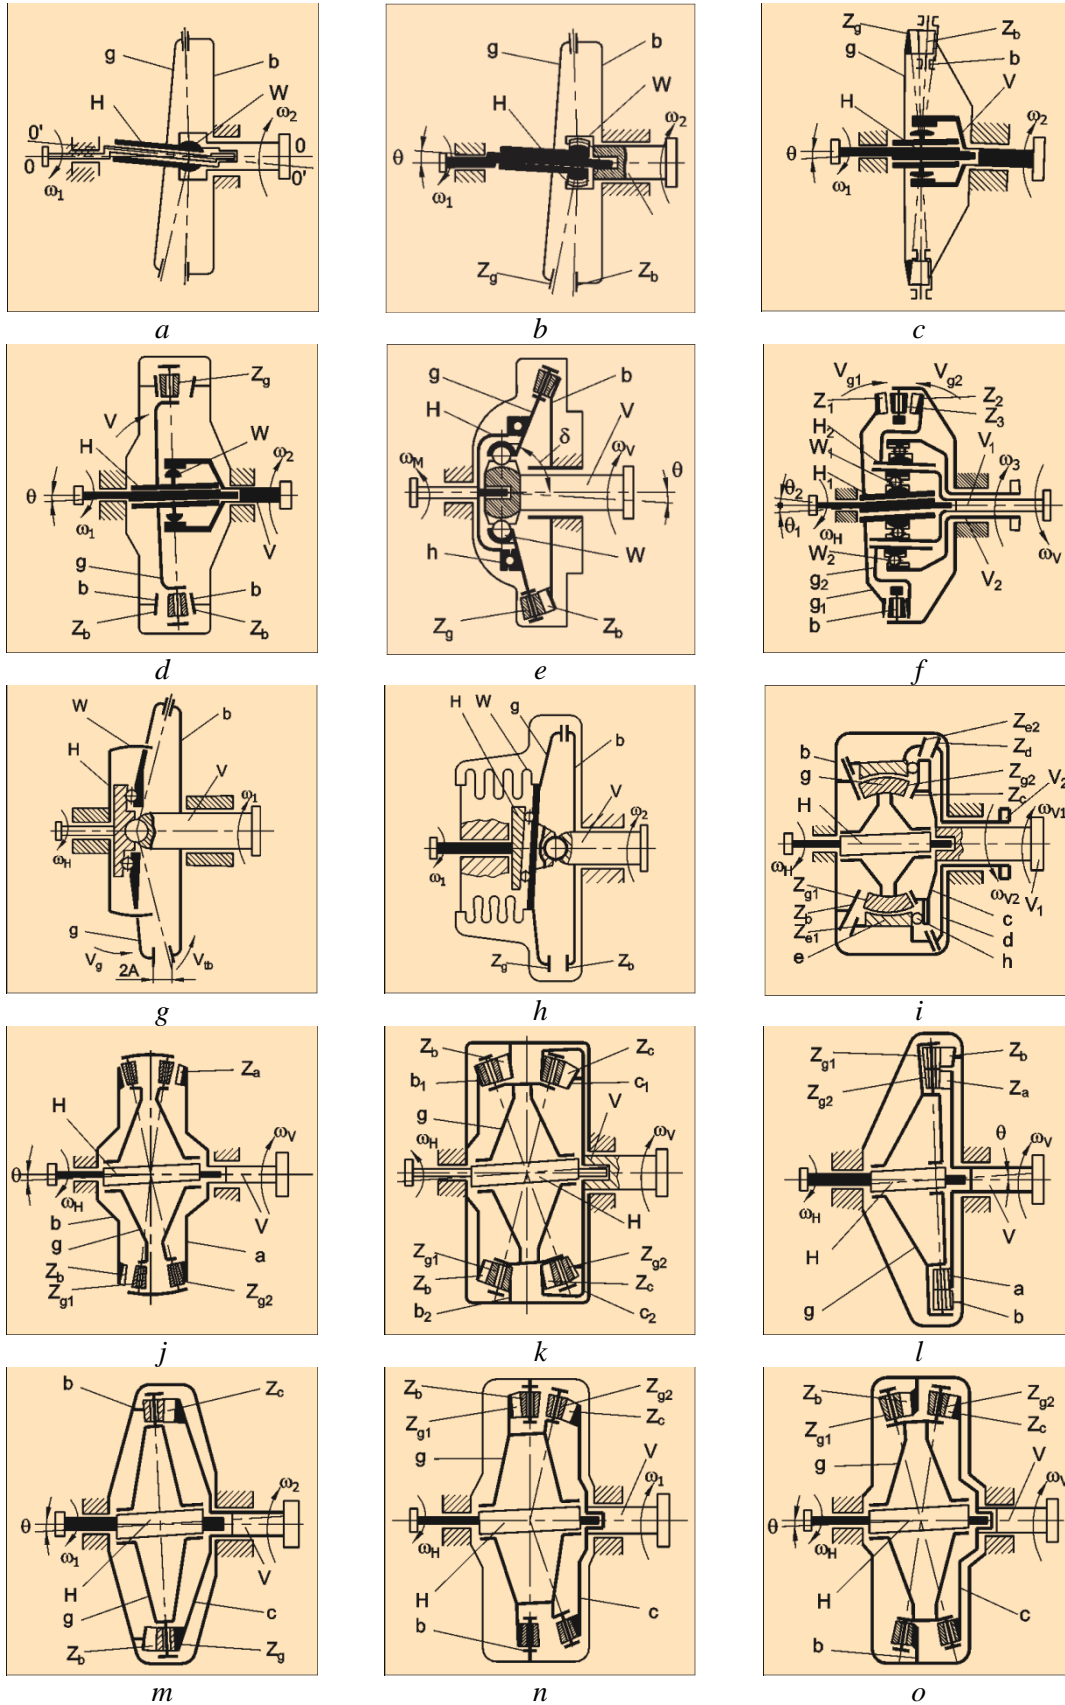 g
b
H
W
ω2
0'
0
0
0'
ω1
a
g
b
W
H
ω2
θ
ω1
Zg
Zb
b
Zg
Zb
g
b
V
H
ω2
θ
ω1
c
Zg
V
W
H
ω2
θ
ω1
V
g
b
b
Zb
Zb
d
g
b
H
V
δ
ωM
ωV
θ
h
W
Zg
Zb
e
Vg1
Vg2
Z1
Z2
H2
Z3
W1
V1
H1
ω3
θ2
θ1
ωH
ωV
W2
V2
g2
g1
b
f
W
b
H
V
ω1
ωH
g
Vg
Vtb
2A
g
H
W
g
b
V
ω2
ω1
Zg
Zb
h
Ze2
b
Zd
g
Zg2
V2
H
Zc
ωV1
ωH
Zg1
ωV2
V1
Zb
c
Ze1
d
e
h
i
Za
H
ωV
θ
ωH
V
b
g
a
Zb
Zg1
Zg2
j
Zb
Zc
b1
c1
g
V
ωH
ωV
H
Zg1
Zg2
Zb
Zc
b2
c2
k
Zg1
Zb
Zg2
Za
θ
ωV
ωH
V
H
a
g
b
l
b
Zc
ω2
θ
ω1
V
H
g
c
Zb
Zg
m
Zb
Zg2
Zg1
Zc
g
V
ω1
ωH
H
b
c
n
Zb
Zg2
Zg1
Zc
g
V
ωV
θ
ωH
H
c
b
o